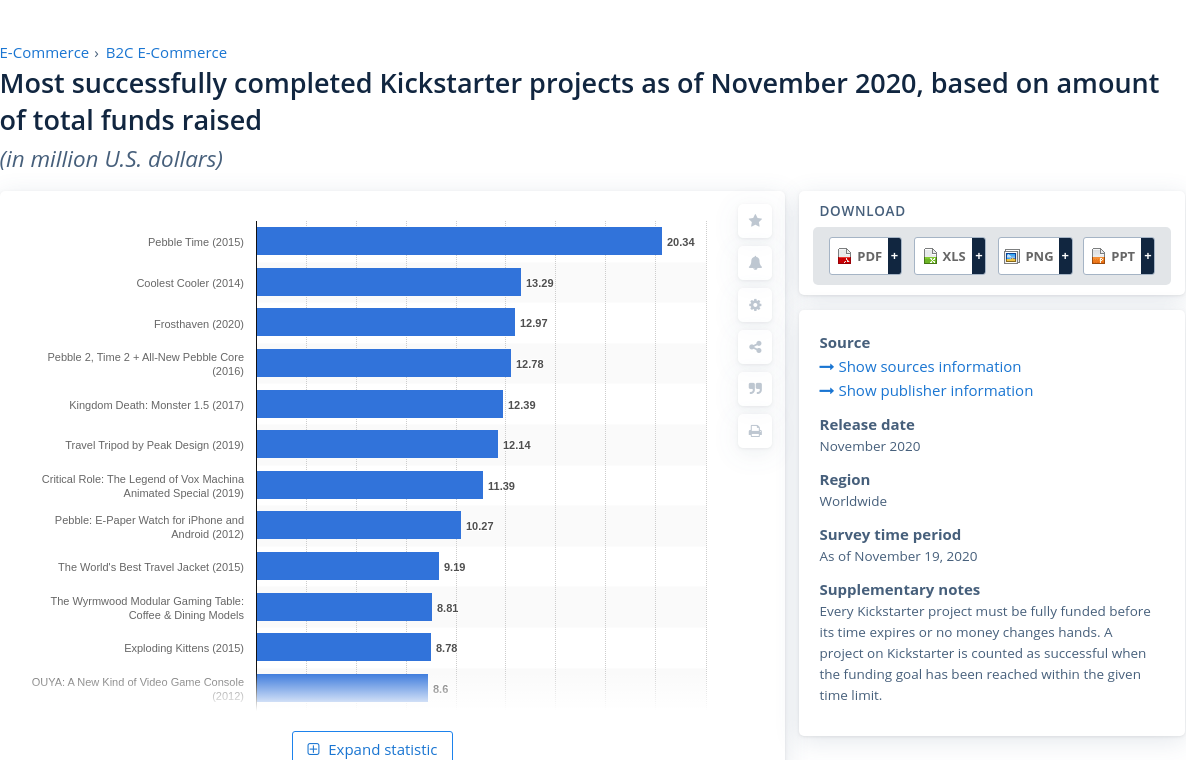 E-Commerce › B2C E-Commerce
Most successfully completed Kickstarter projects as of November 2020, based on amount
of total funds raised
(in million U.S. dollars)
Pebble Time (2015) 20.34
Coolest Cooler (2014) 13.29
Frosthaven (2020) 12.97
Pebble 2, Time 2 + All-New Pebble Core
(2016) 12.78
Kingdom Death: Monster 1.5 (2017) 12.39
Travel Tripod by Peak Design (2019) 12.14
Critical Role: The Legend of Vox Machina
Animated Special (2019) 11.39
Pebble: E-Paper Watch for iPhone and
Android (2012) 10.27
The World's Best Travel Jacket (2015) 9.19
The Wyrmwood Modular Gaming Table:
Coffee & Dining Models 8.81
Exploding Kittens (2015) 8.78
OUYA: A New Kind of Video Game Console
(2012) 8.6
Expand statistic
DOWNLOAD
PDF + XLS + PNG + PPT +
Source
Show sources information
Show publisher information
Release date
November 2020
Region
Worldwide
Survey time period
As of November 19, 2020
Supplementary notes
Every Kickstarter project must be fully funded before
its time expires or no money changes hands. A
project on Kickstarter is counted as successful when
the funding goal has been reached within the given
time limit.